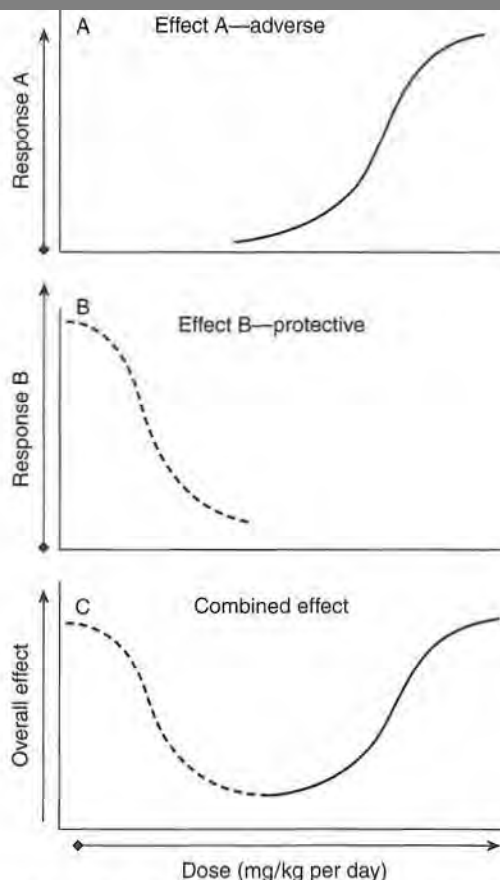 A
Effect A—adverse
Response A
B
Effect B—protective
Response B
C
Combined effect
Overall effect
Dose (mg/kg per day)